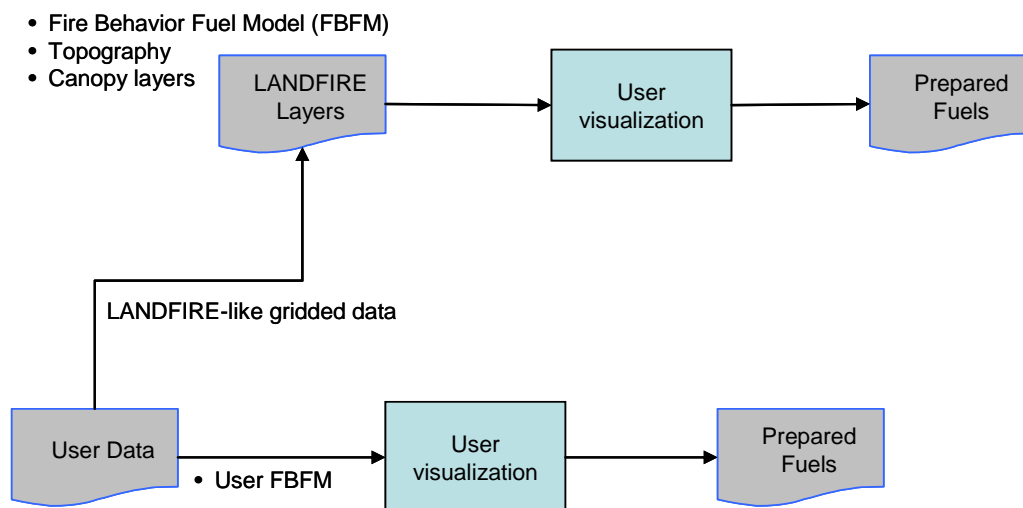 • Fire Behavior Fuel Model (FBFM)
• Topography
• Canopy layers
LANDFIRE
Layers
User
visualization
Prepared
Fuels
LANDFIRE-like gridded data
User Data
• User FBFM
User
visualization
Prepared
Fuels